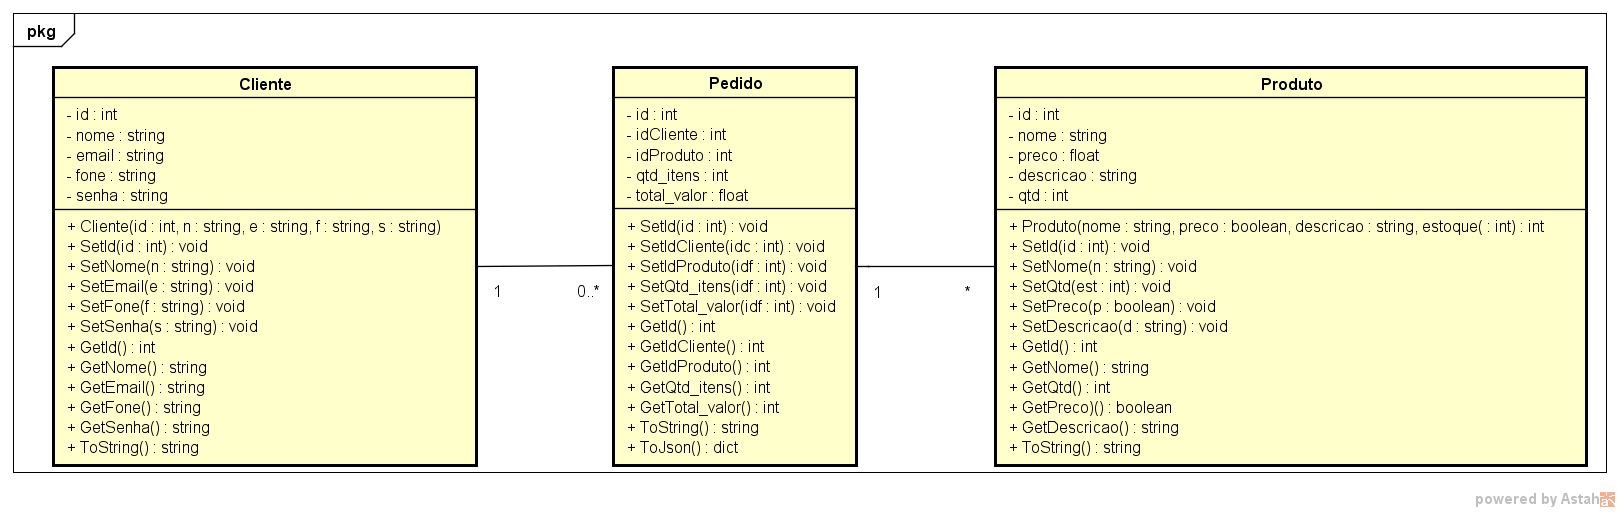 pkg
Cliente
- id : int
- nome : string
- email : string
- fone : string
- senha : string
+ Cliente(id : int, n : string, e : string, f : string, s : string)
+ SetId(id : int) : void
+ SetNome(n : string) : void
+ SetEmail(e : string) : void
+ SetFone(f : string) : void
+ SetSenha(s : string) : void
+ GetId() : int
+ GetNome() : string
+ GetEmail() : string
+ GetFone() : string
+ GetSenha() : string
+ ToString() : string
1
0..*
Pedido
- id : int
- idCliente : int
- idProduto : int
- qtd_itens : int
- total_valor : float
+ SetId(id : int) : void
+ SetIdCliente(idc : int) : void
+ SetIdProduto(idf : int) : void
+ SetQtd_itens(idf : int) : void
+ SetTotal_valor(idf : int) : void
+ GetId() : int
+ GetIdCliente() : int
+ GetIdProduto() : int
+ GetQtd_itens() : int
+ GetTotal_valor() : int
+ ToString() : string
+ ToJson() : dict
1
*
Produto
- id : int
- nome : string
- preco : float
- descricao : string
- qtd : int
+ Produto(nome : string, preco : boolean, descricao : string, estoque( : int) : int
+ SetId(id : int) : void
+ SetNome(n : string) : void
+ SetQtd(est : int) : void
+ SetPreco(p : boolean) : void
+ SetDescricao(d : string) : void
+ GetId() : int
+ GetNome() : string
+ GetQtd() : int
+ GetPreco)() : boolean
+ GetDescricao() : string
+ ToString() : string
powered by Astah